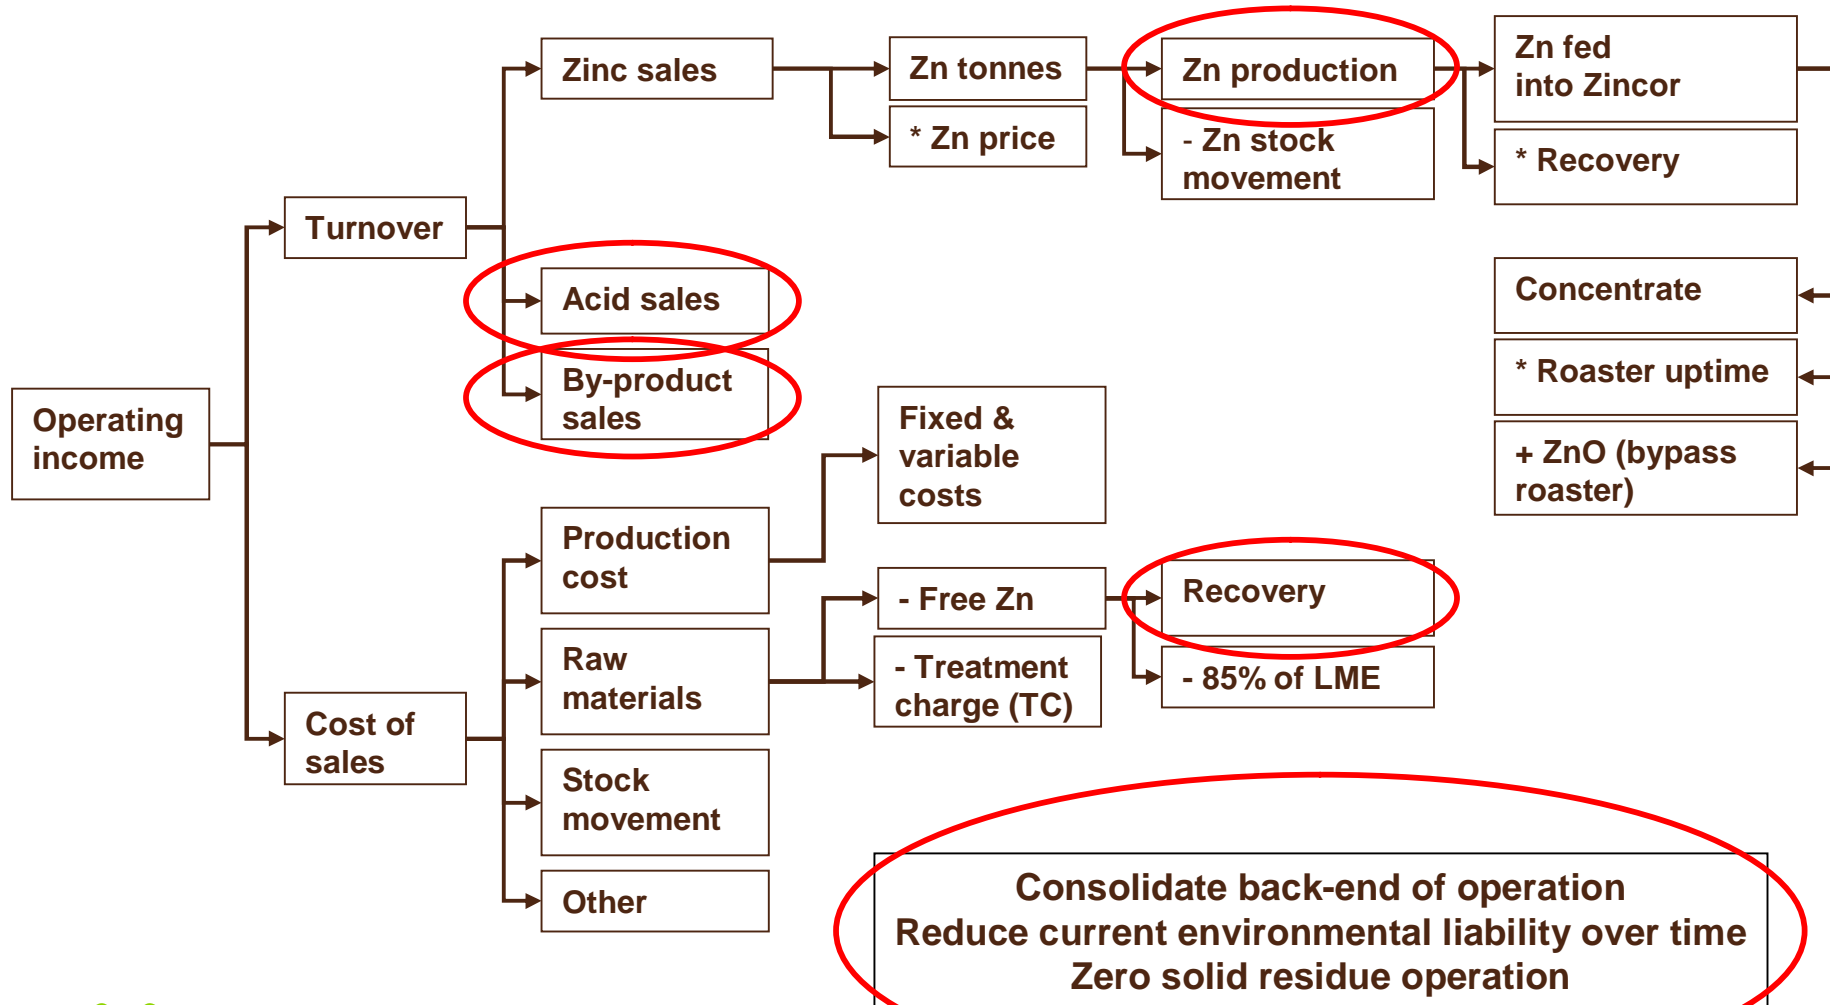 Operating
income
Turnover
Cost of
sales
Zinc sales
Acid sales
By-product
sales
Production
cost
Raw
materials
Stock
movement
Other
Zn tonnes
* Zn price
Fixed &
variable
costs
- Free Zn
- Treatment
charge (TC)
Zn production
- Zn stock
movement
Recovery
- 85% of LME
Zn fed
into Zincor
* Recovery
Concentrate
* Roaster uptime
+ ZnO (bypass
roaster)
Consolidate back-end of operation
Reduce current environmental liability over time
Zero solid residue operation